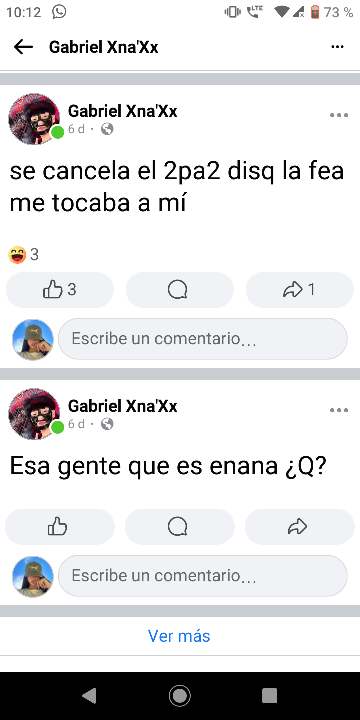 10:12 LTE 73 %
Gabriel Xna'Xx
Gabriel Xna'Xx
6 d ·
se cancela el 2pa2 disq la fea
me tocaba a mí
3
3 1
Escribe un comentario...
Gabriel Xna'Xx
6 d ·
Esa gente que es enana ¿Q?
Escribe un comentario...
Ver más